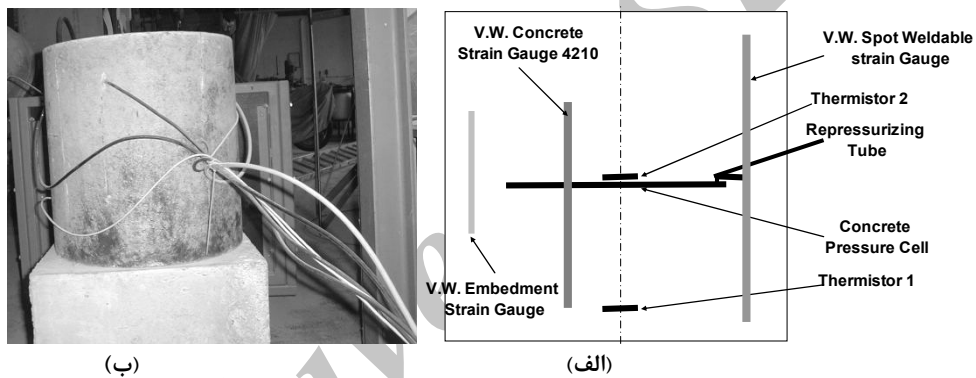 V.W. Concrete
Strain Gauge 4210
V.W. Spot Weldable
strain Gauge
Thermistor 2
Repressurizing
Tube
Concrete
Pressure Cell
Thermistor 1
V.W. Embedment
Strain Gauge
(الف)
(ب)